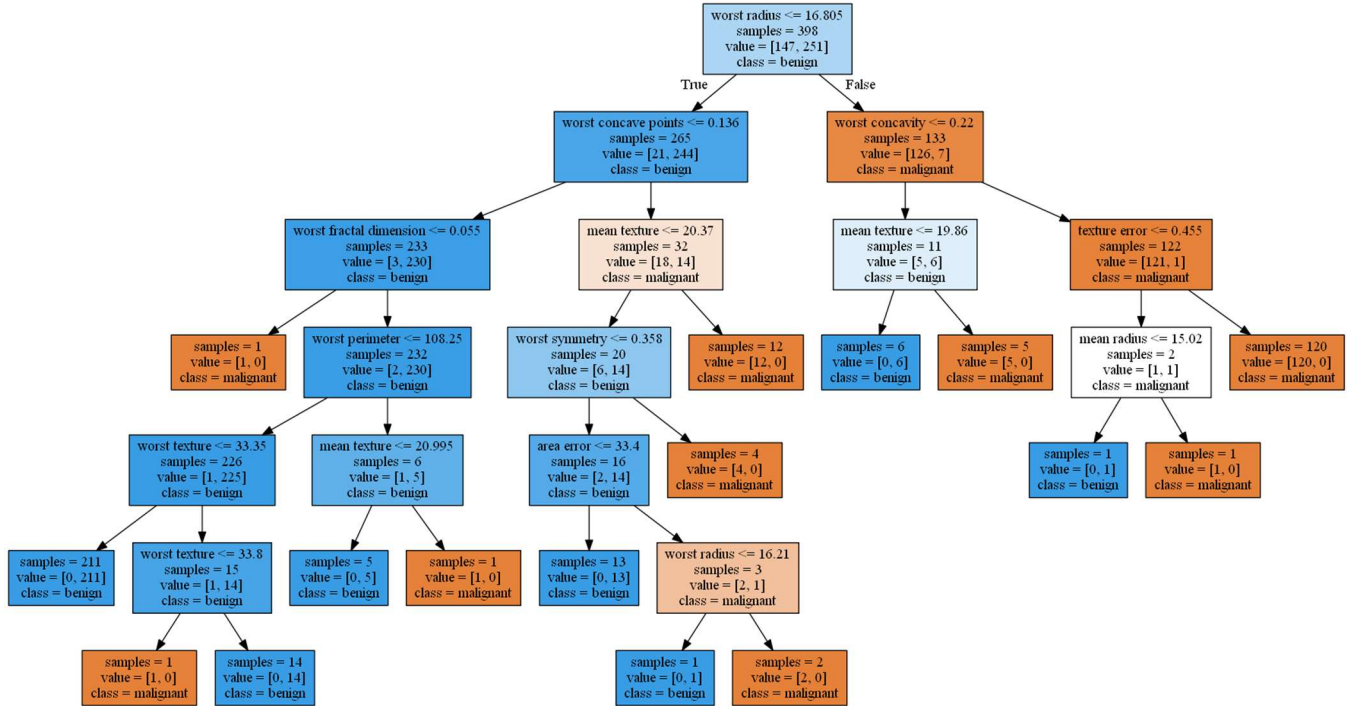 worst radius <= 16.805
samples = 398
value = [147, 251]
class = benign
True
False
worst concave points <= 0.136
samples = 265
value = [21, 244]
class = benign
worst concavity <= 0.22
samples = 133
value = [126, 7]
class = malignant
worst fractal dimension <= 0.055
samples = 233
value = [3, 230]
class = benign
mean texture <= 20.37
samples = 32
value = [18, 14]
class = malignant
mean texture <= 19.86
samples = 11
value = [5, 6]
class = benign
texture error <= 0.455
samples = 122
value = [121, 1]
class = malignant
samples = 1
value = [1, 0]
class = malignant
worst perimeter <= 108.25
samples = 232
value = [2, 230]
class = benign
worst symmetry <= 0.358
samples = 20
value = [6, 14]
class = benign
samples = 12
value = [12, 0]
class = malignant
samples = 6
value = [0, 6]
class = benign
samples = 5
value = [5, 0]
class = malignant
mean radius <= 15.02
samples = 2
value = [1, 1]
class = malignant
samples = 120
value = [120, 0]
class = malignant
worst texture <= 33.35
samples = 226
value = [1, 225]
class = benign
mean texture <= 20.995
samples = 6
value = [1, 5]
class = benign
area error <= 33.4
samples = 16
value = [2, 14]
class = benign
samples = 4
value = [4, 0]
class = malignant
samples = 1
value = [0, 1]
class = benign
samples = 1
value = [1, 0]
class = malignant
samples = 211
value = [0, 211]
class = benign
worst texture <= 33.8
samples = 15
value = [1, 14]
class = benign
samples = 5
value = [0, 5]
class = benign
samples = 1
value = [1, 0]
class = malignant
samples = 13
value = [0, 13]
class = benign
worst radius <= 16.21
samples = 3
value = [2, 1]
class = malignant
samples = 1
value = [1, 0]
class = malignant
samples = 14
value = [0, 14]
class = benign
samples = 1
value = [0, 1]
class = benign
samples = 2
value = [2, 0]
class = malignant